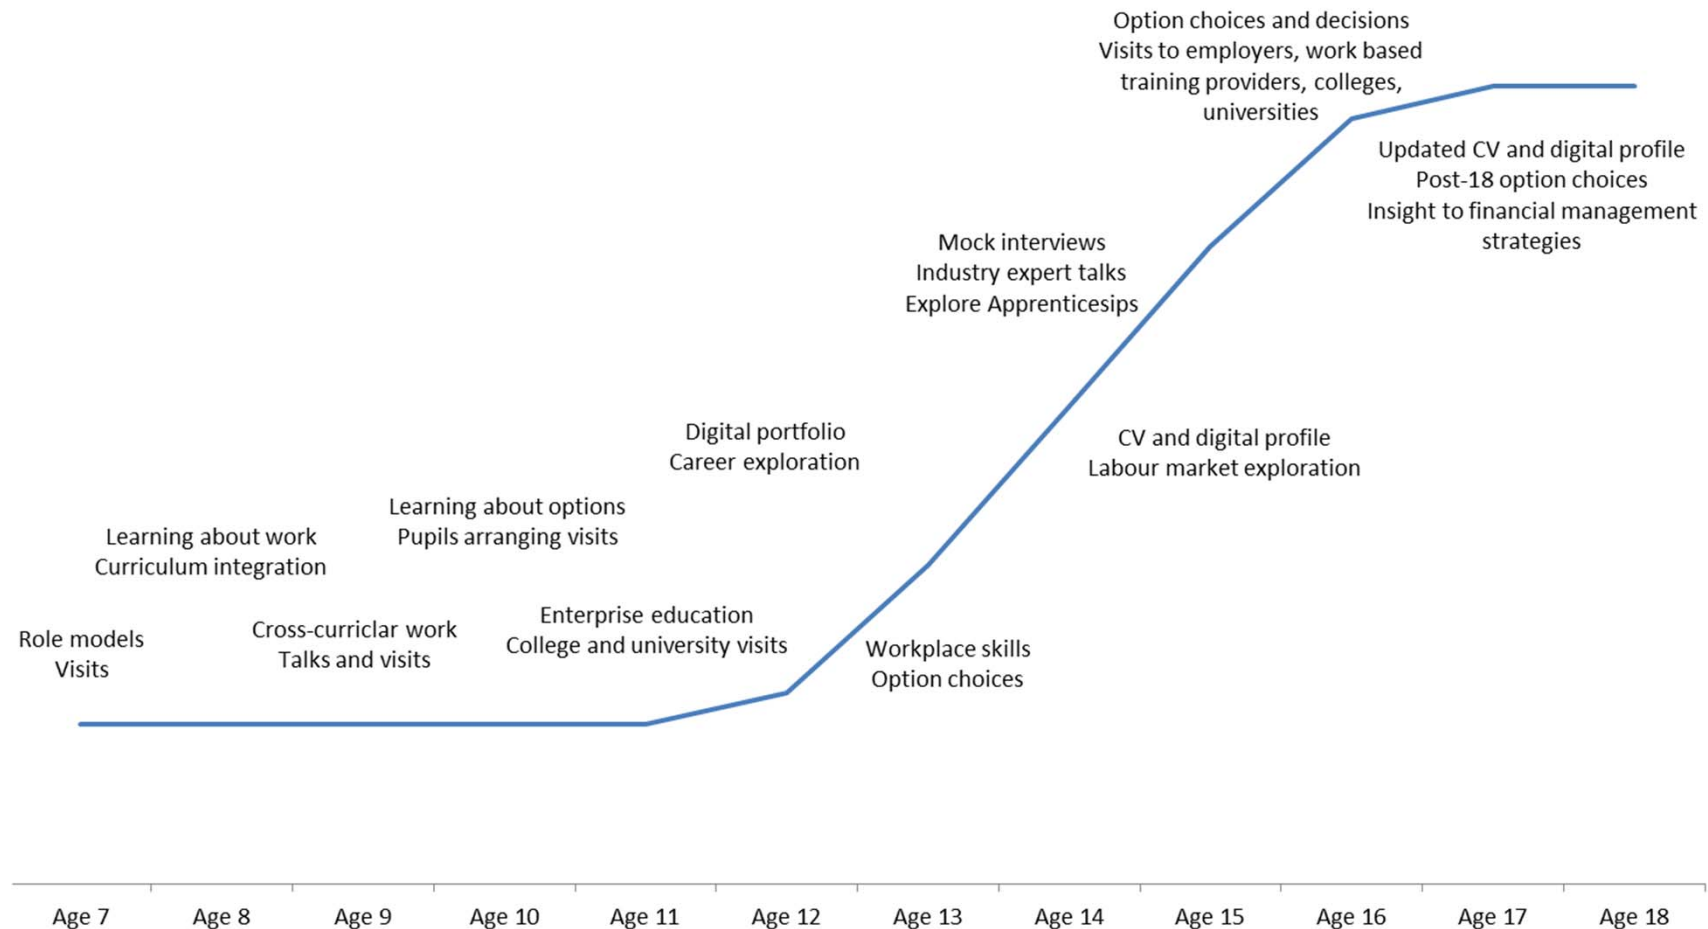 Option choices and decisions
Visits to employers, work based
training providers, colleges,
universities
Updated CV and digital profile
Post-18 option choices
Insight to financial management
strategies
Mock interviews
Industry expert talks
Explore Apprenticesips
Digital portfolio
Career exploration
CV and digital profile
Labour market exploration
Learning about options
Pupils arranging visits
Learning about work
Curriculum integration
Enterprise education
College and university visits
Cross-curriclar work
Talks and visits
Role models
Visits
Workplace skills
Option choices
Age 7 Age 8 Age 9 Age 10 Age 11 Age 12 Age 13 Age 14 Age 15 Age 16 Age 17 Age 18